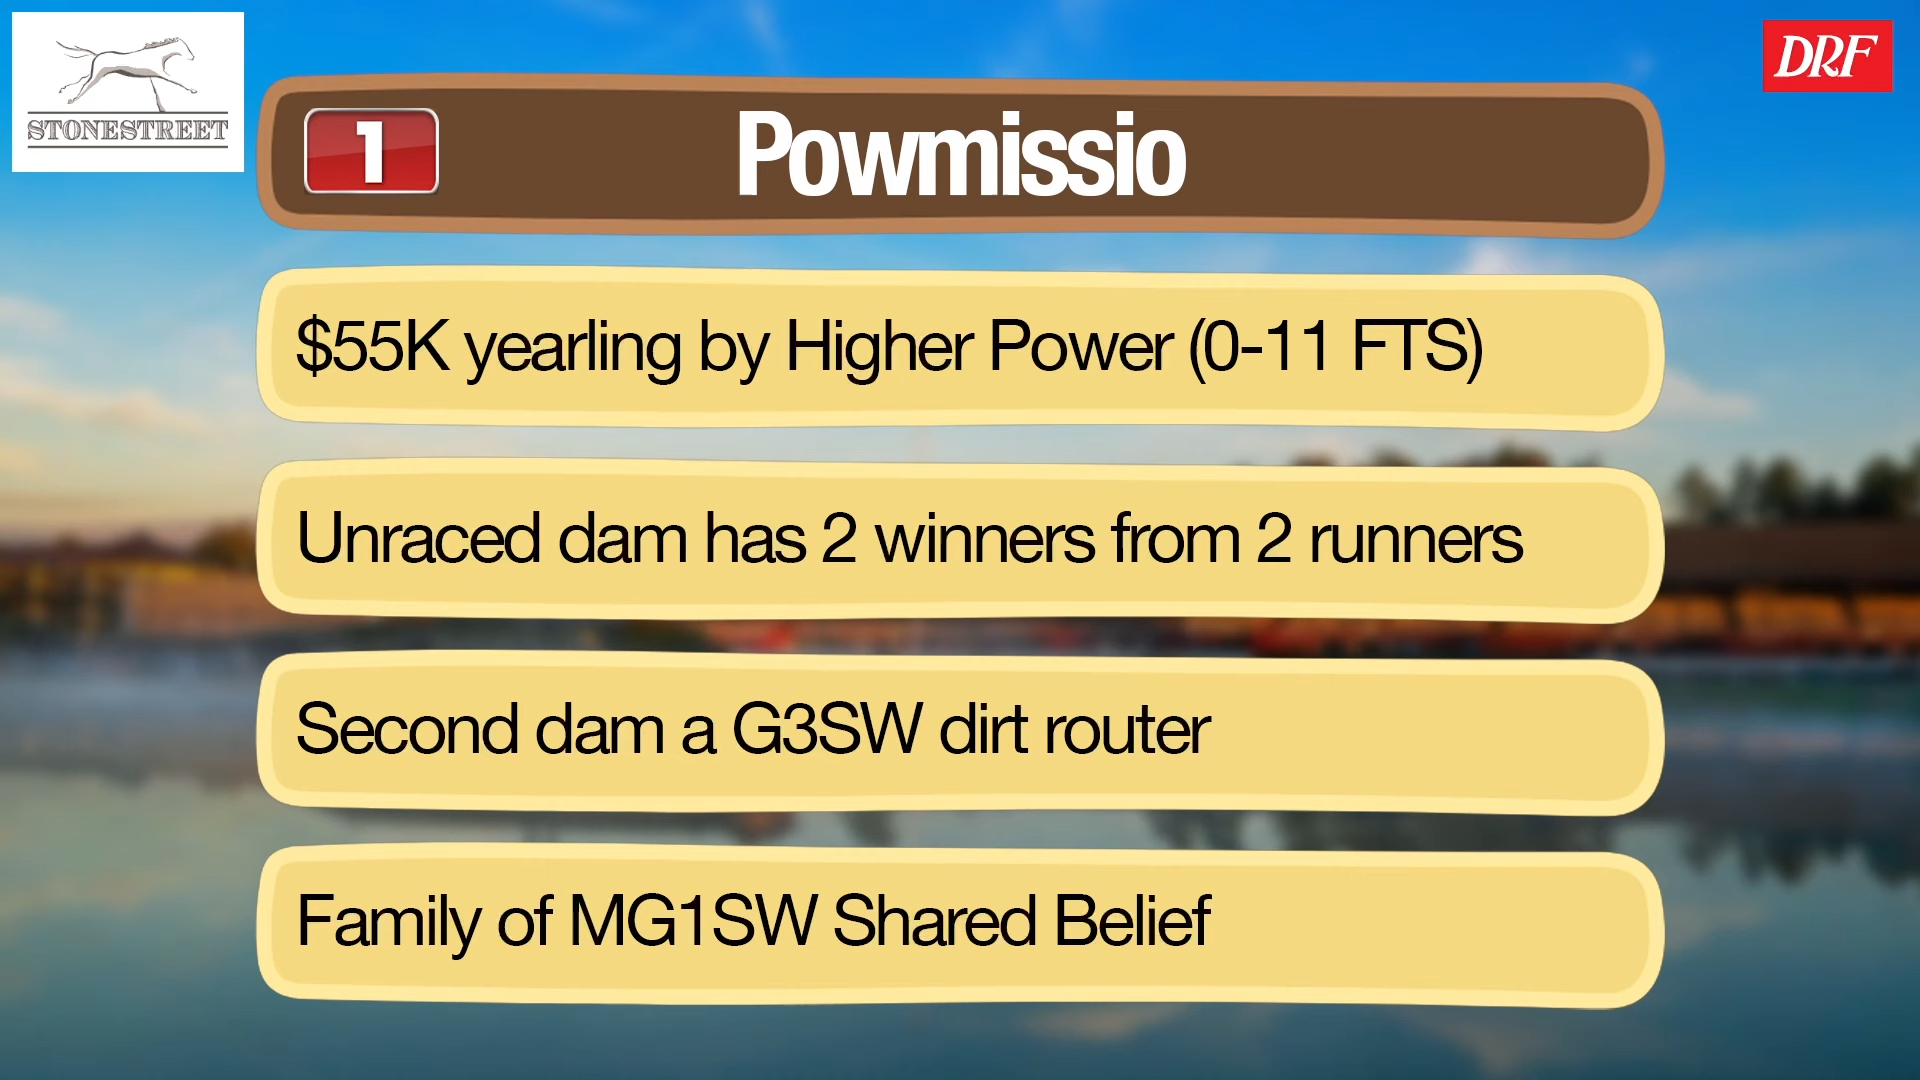 STONESTREET
DRF
1
Powmissio
$55K yearling by Higher Power (0-11 FTS)
Unraced dam has 2 winners from 2 runners
Second dam a G3SW dirt router
Family of MG1SW Shared Belief